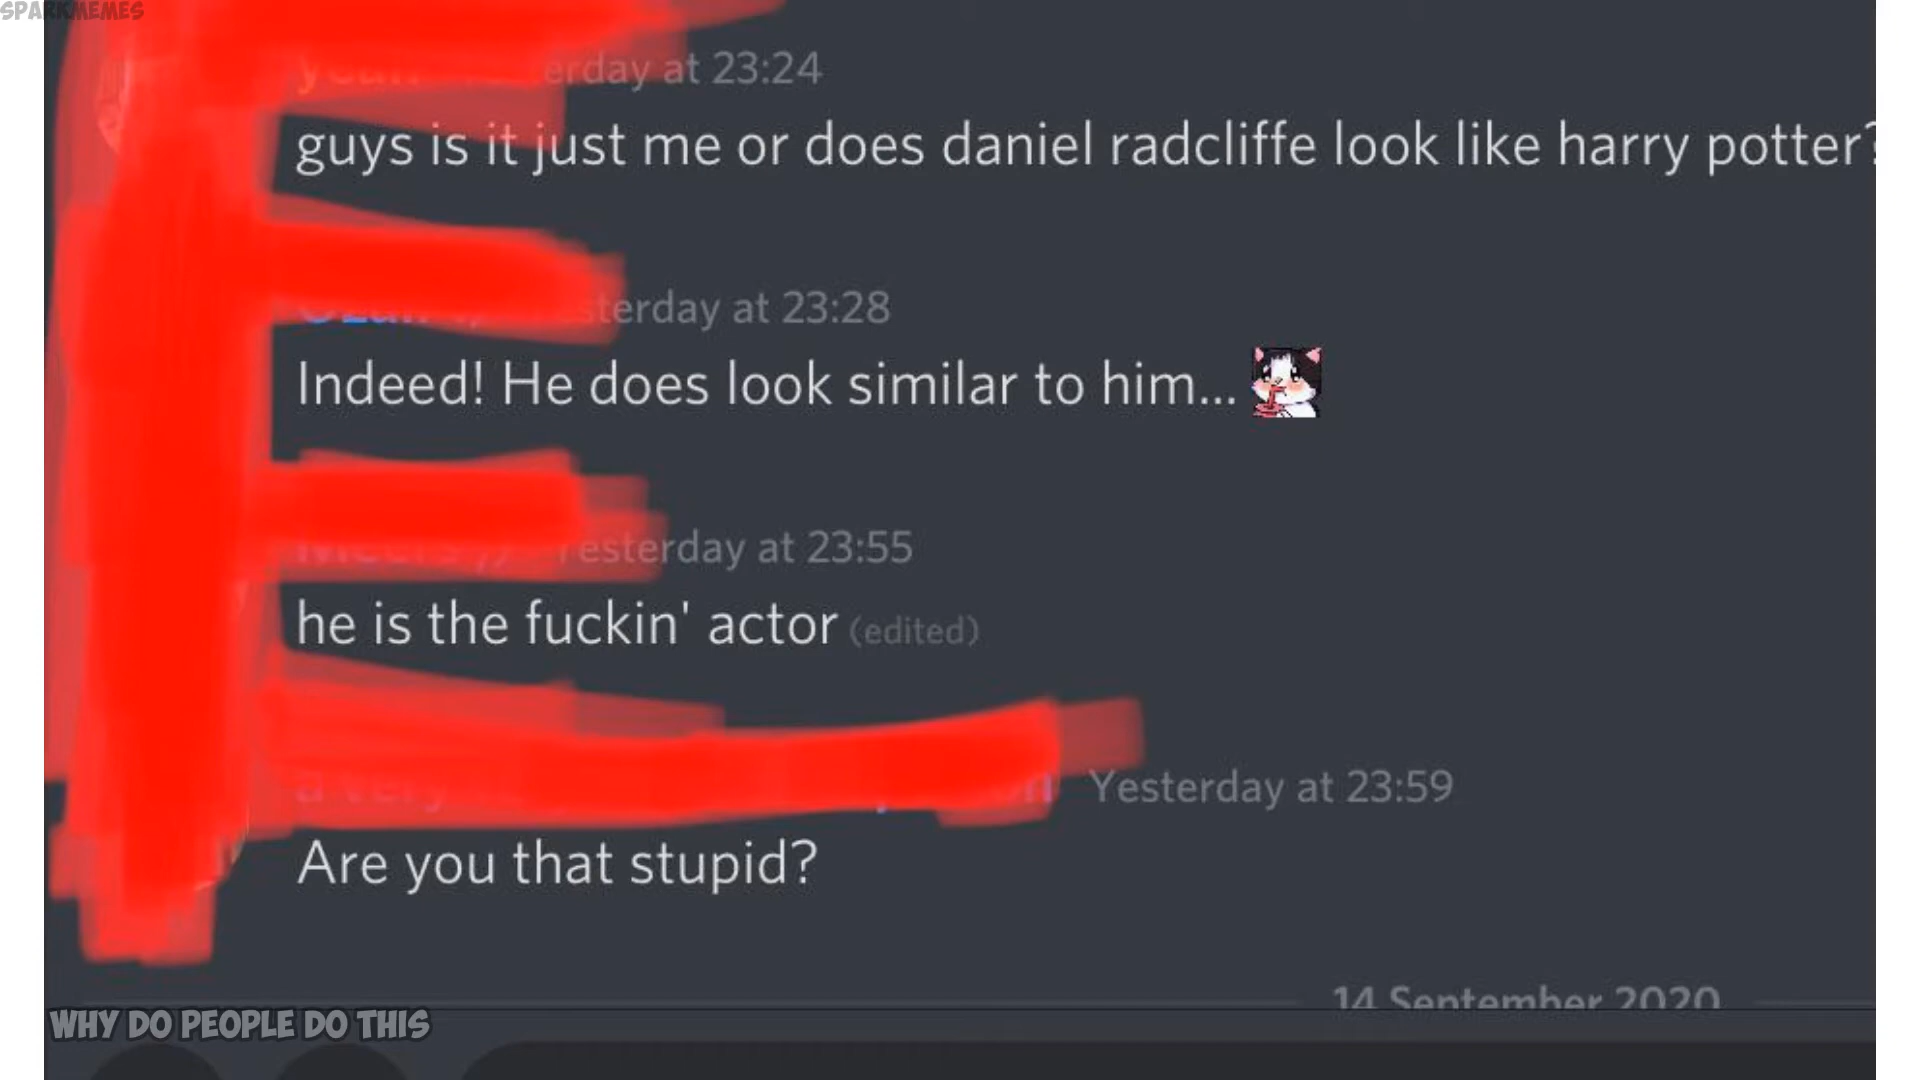 SPARKMEMES
erday at 23:24
guys is it just me or does daniel radcliffe look like harry potter?
sterday at 23:28
Indeed! He does look similar to him...
Yesterday at 23:55
he is the fuckin' actor (edited)
a very Yesterday at 23:59
Are you that stupid?
14 September 2020
WHY DO PEOPLE DO THIS